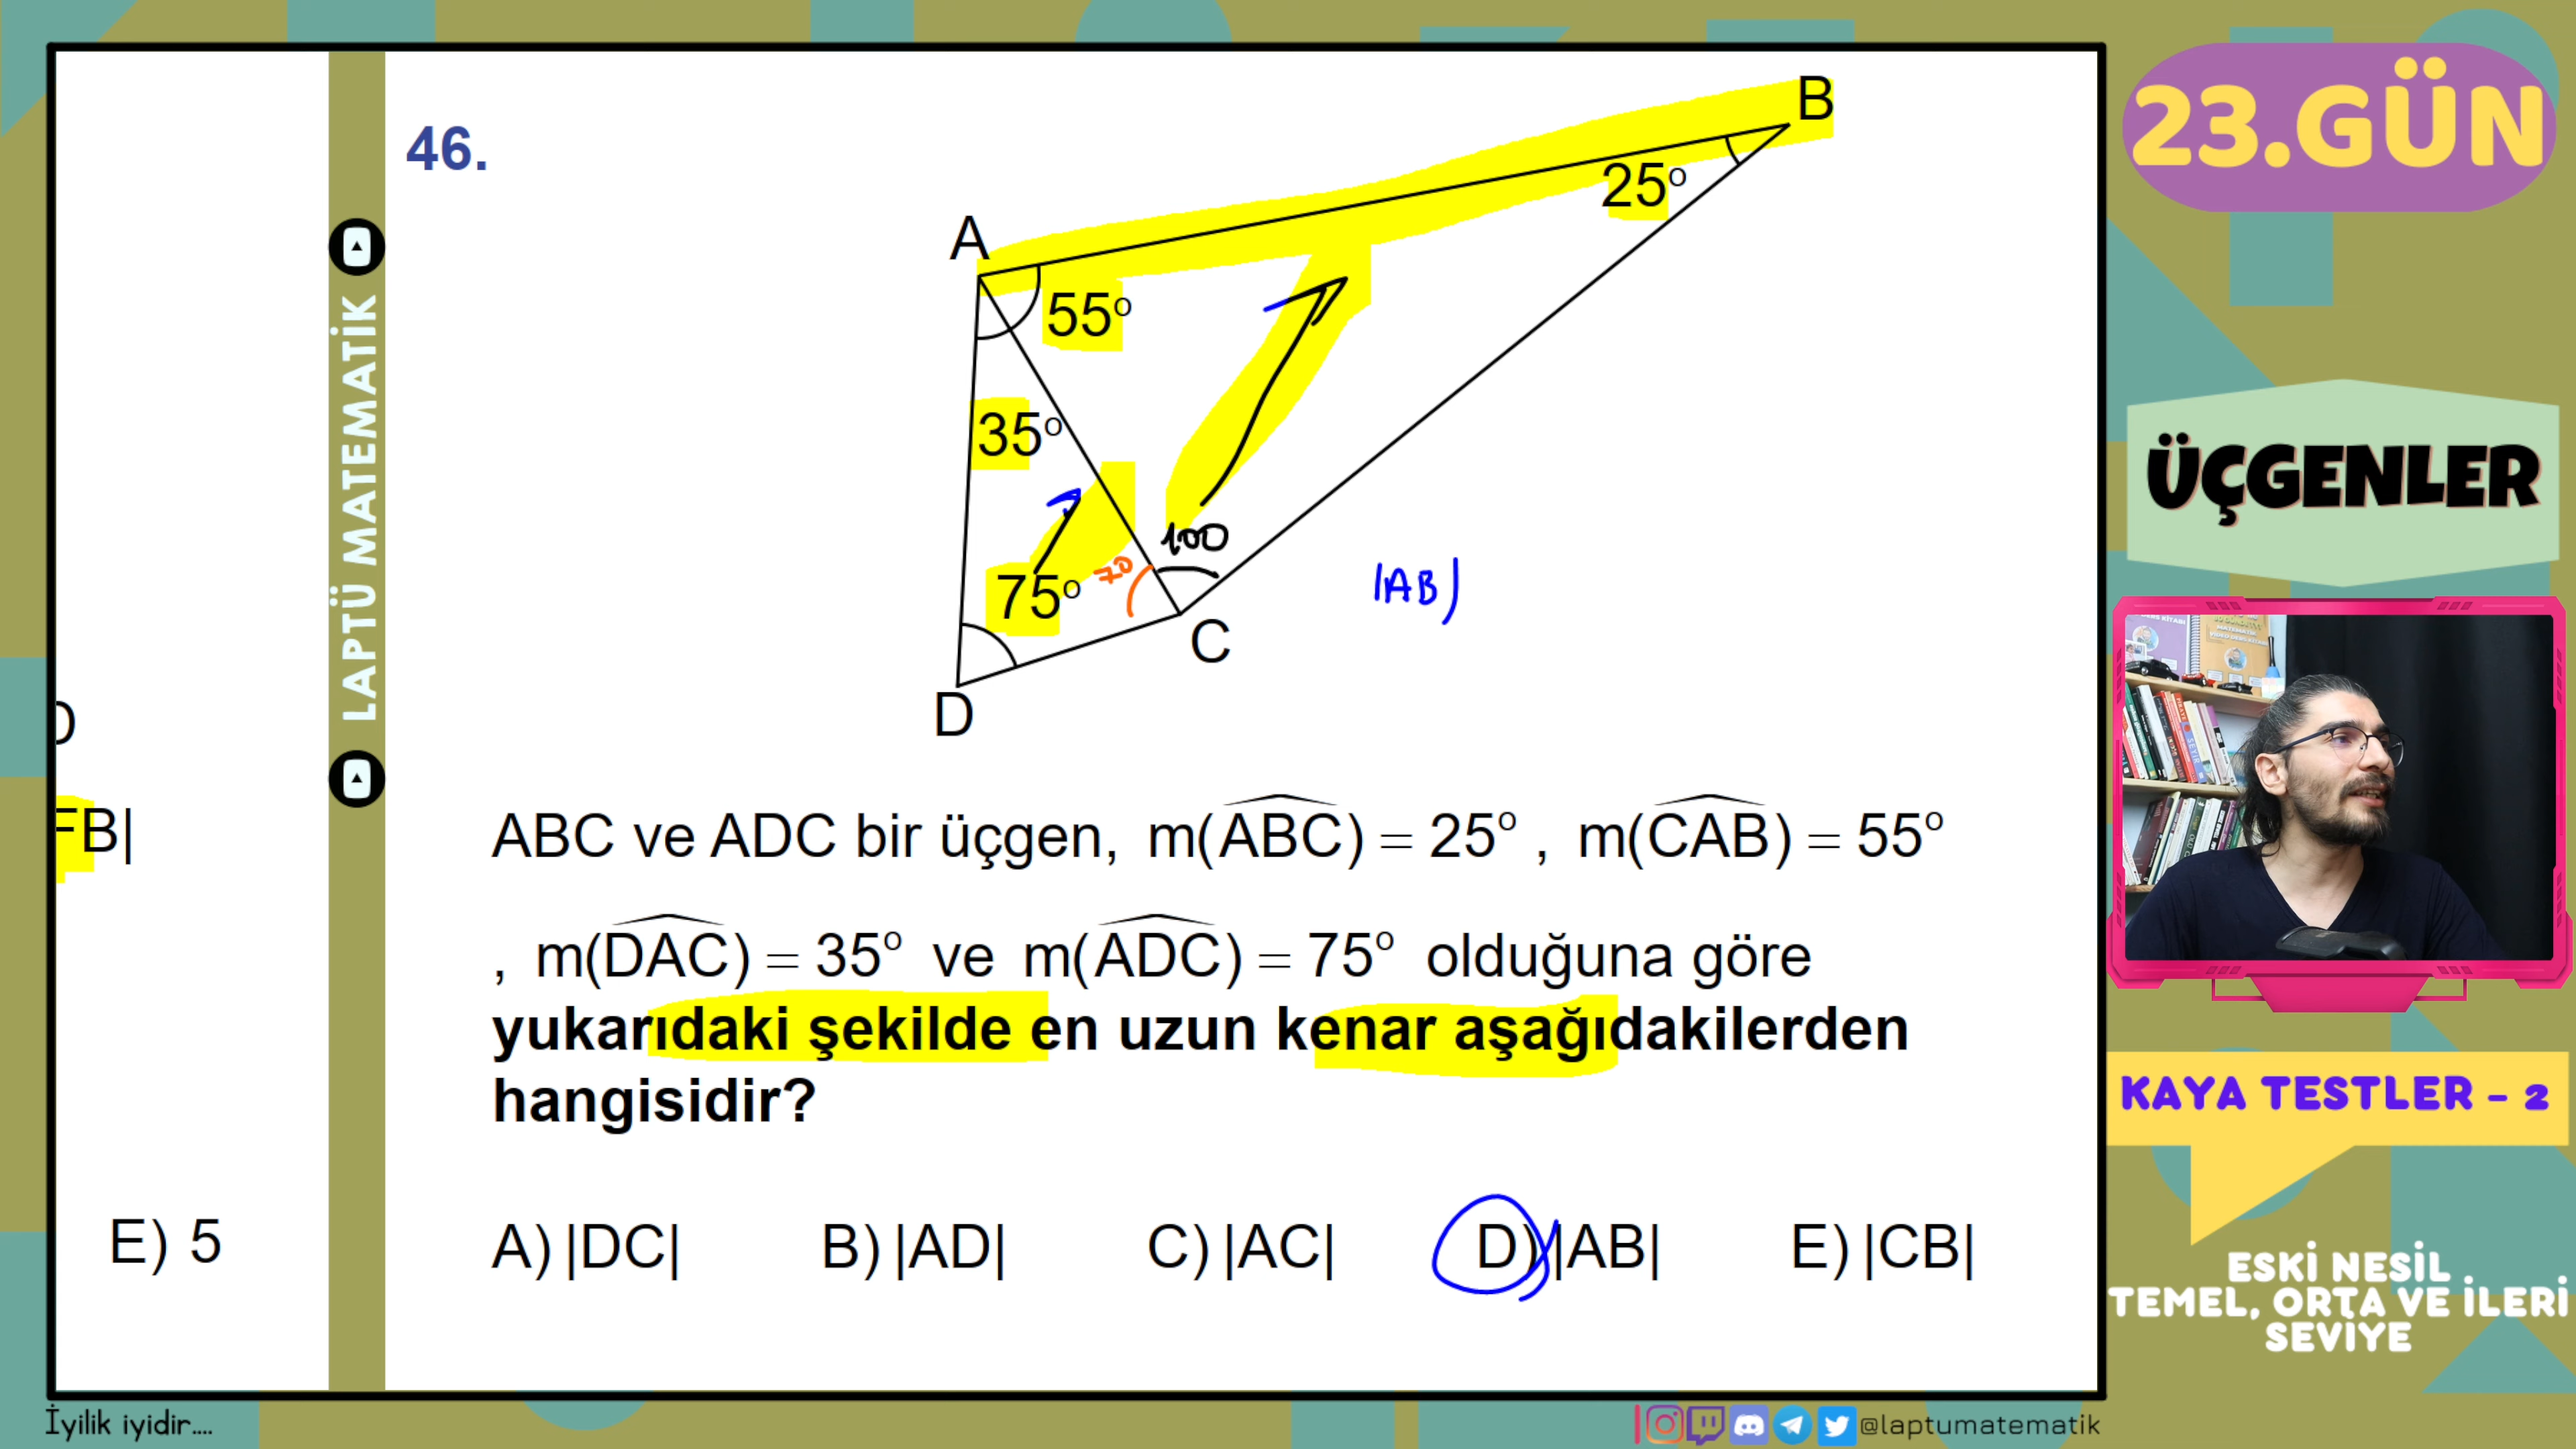 46.
B
25°
A
55°
35°
100
75°
70
|AB|
C
D
LAPTÜ MATEMATİK
FB|
E) 5
ABC ve ADC bir üçgen, m(ABC) = 25° , m(CAB) = 55°
, m(DAC) = 35° ve m(ADC) = 75° olduğuna göre
yukarıdaki şekilde en uzun kenar aşağıdakilerden
hangisidir?
A) |DC| B) |AD| C) |AC| D) |AB| E) |CB|
23.GÜN
ÜÇGENLER
KAYA TESTLER - 2
ESKİ NESİL
TEMEL, ORTA VE İLERİ
SEVİYE
İyilik iyidir....
@laptumatematik